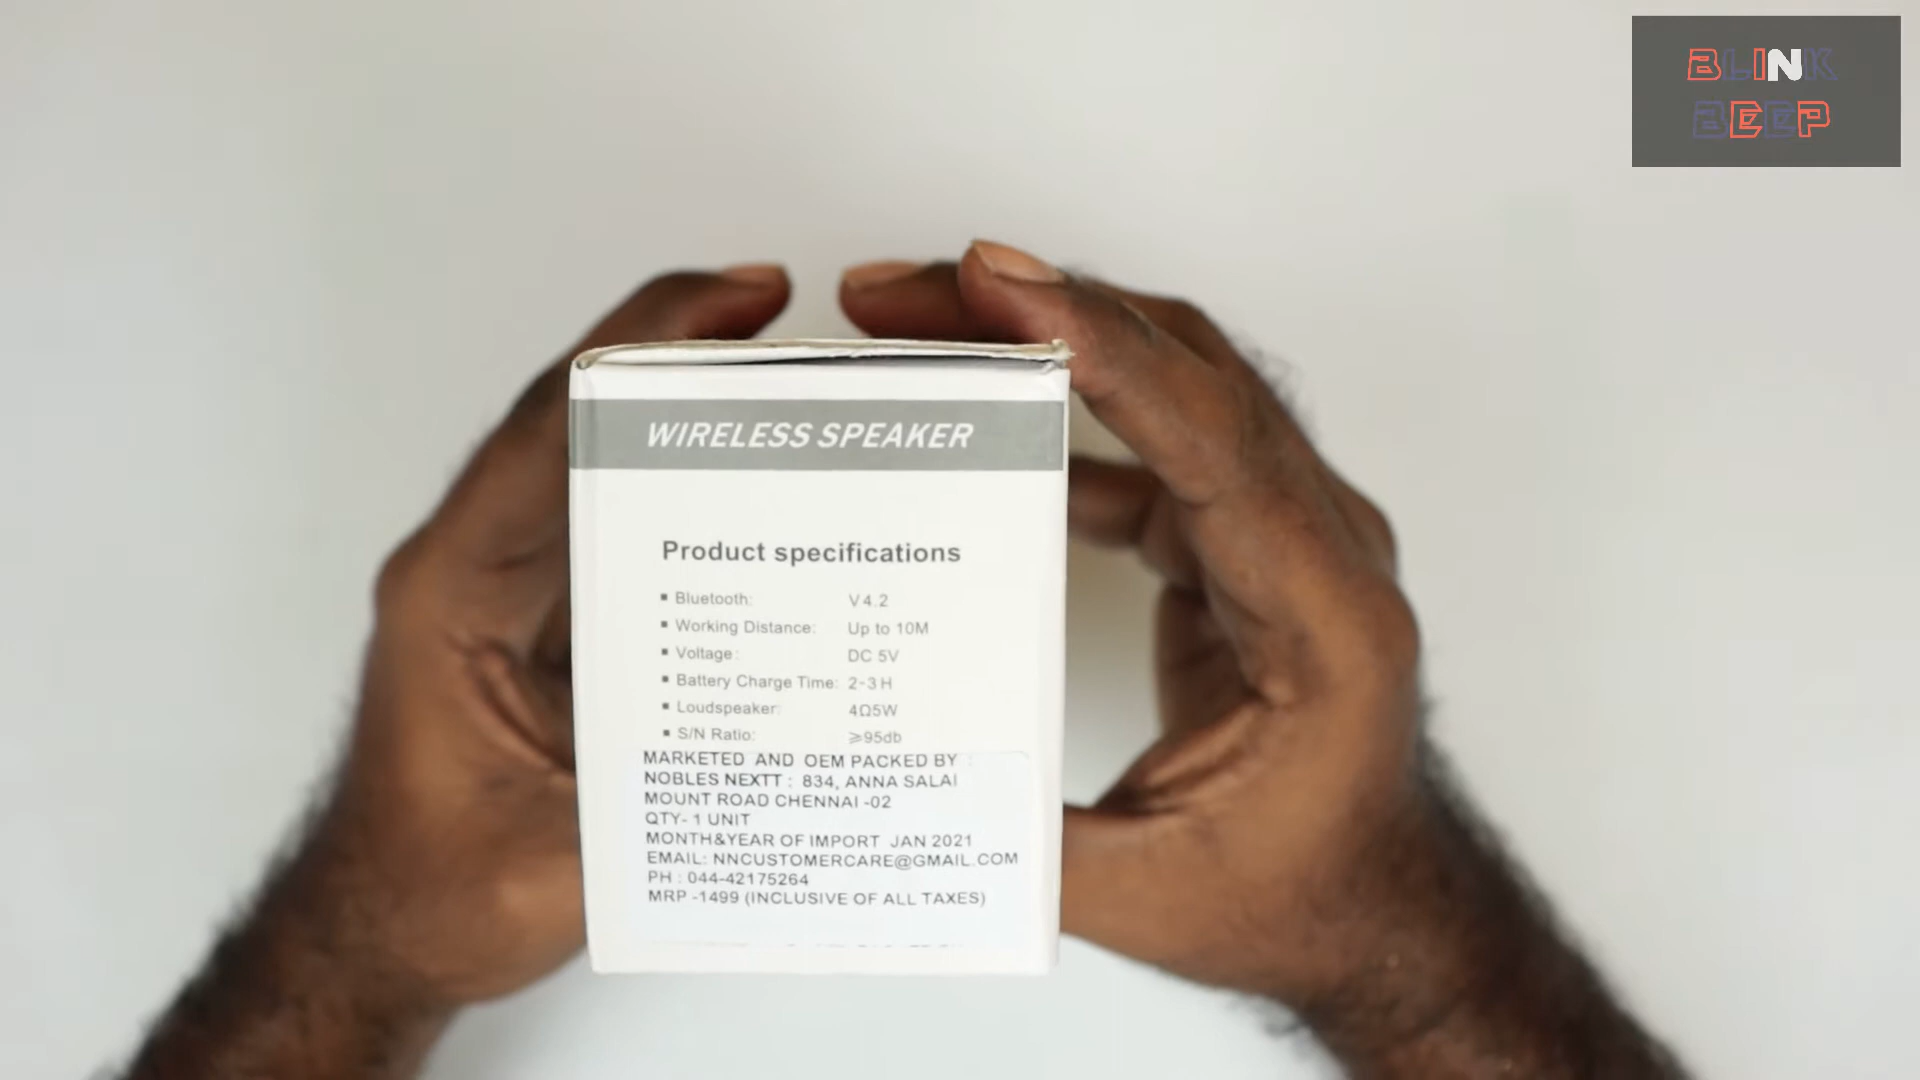 BLINK
BEEP
WIRELESS SPEAKER
Product specifications
▪ Bluetooth: V4.2
▪ Working Distance: Up to 10M
▪ Voltage: DC 5V
▪ Battery Charge Time: 2-3 H
▪ Loudspeaker: 4Ω5W
▪ S/N Ratio: ≥95db
MARKETED AND OEM PACKED BY :
NOBLES NEXTT : 834, ANNA SALAI
MOUNT ROAD CHENNAI -02
QTY- 1 UNIT
MONTH&YEAR OF IMPORT JAN 2021
EMAIL: NNCUSTOMERCARE@GMAIL.COM
PH : 044-42175264
MRP -1499 (INCLUSIVE OF ALL TAXES)